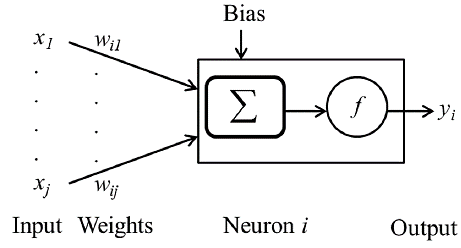 Bias
x1 wi1
Σ f yi
xj wij
Input Weights Neuron i Output